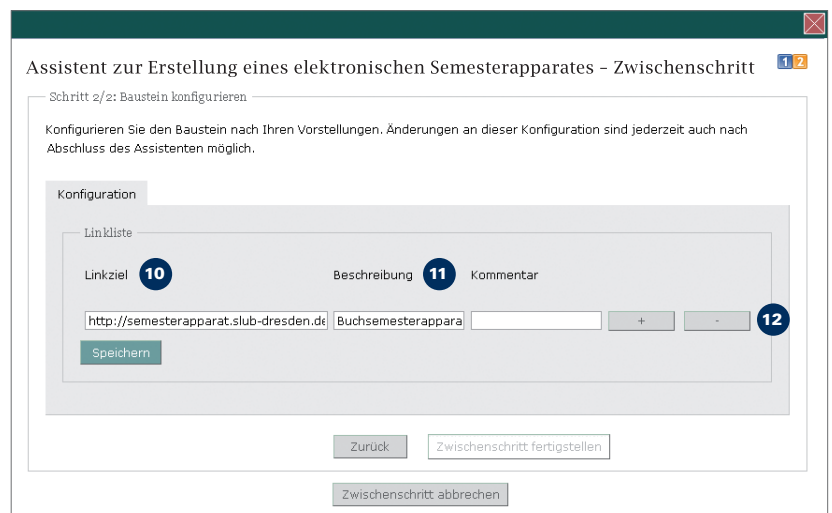 Assistent zur Erstellung eines elektronischen Semesterapparates – Zwischenschritt 1 2
Schritt 2/2: Baustein konfigurieren
Konfigurieren Sie den Baustein nach Ihren Vorstellungen. Änderungen an dieser Konfiguration sind jederzeit auch nach
Abschluss des Assistenten möglich.
Konfiguration
Linkliste
Linkziel 10 Beschreibung 11 Kommentar
http://semesterapparat.slub-dresden.de Buchsemesterappara + - 12
Speichern
Zurück Zwischenschritt fertigstellen
Zwischenschritt abbrechen